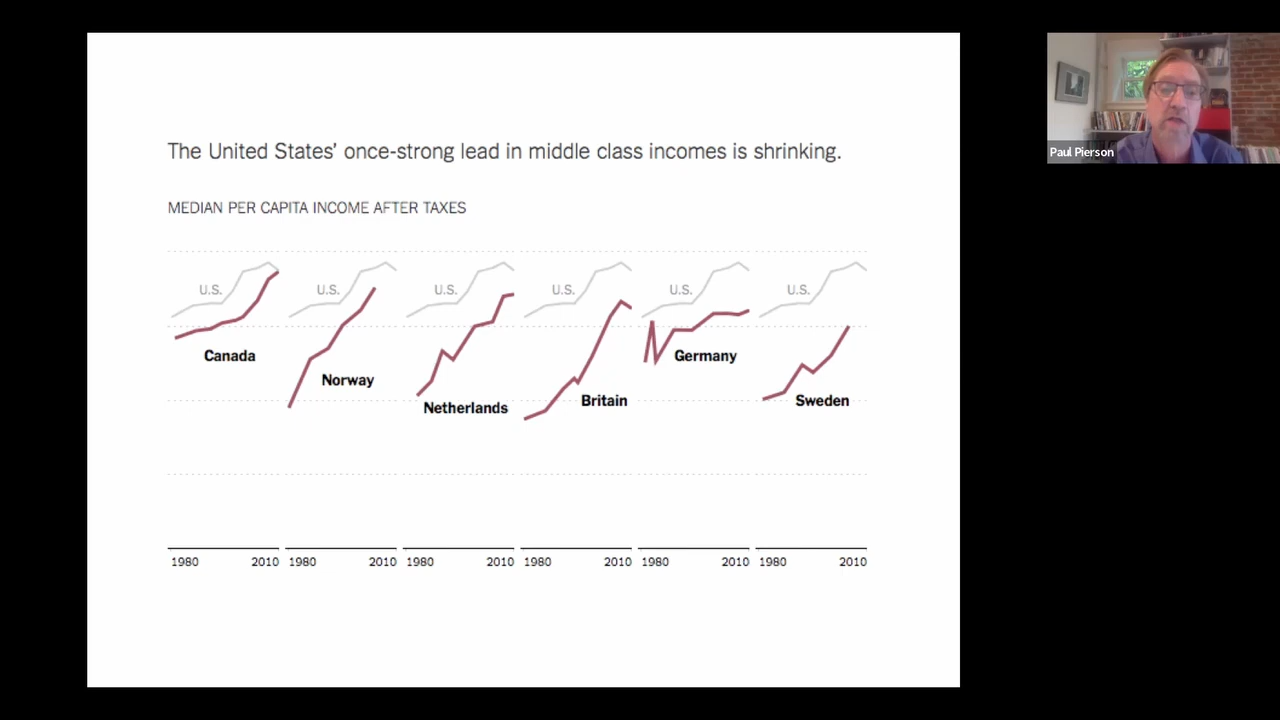 The United States’ once-strong lead in middle class incomes is shrinking.
MEDIAN PER CAPITA INCOME AFTER TAXES
U.S. U.S. U.S. U.S. U.S. U.S.
Canada Norway Netherlands Britain Germany Sweden
1980 2010 1980 2010 1980 2010 1980 2010 1980 2010 1980 2010
Paul Pierson